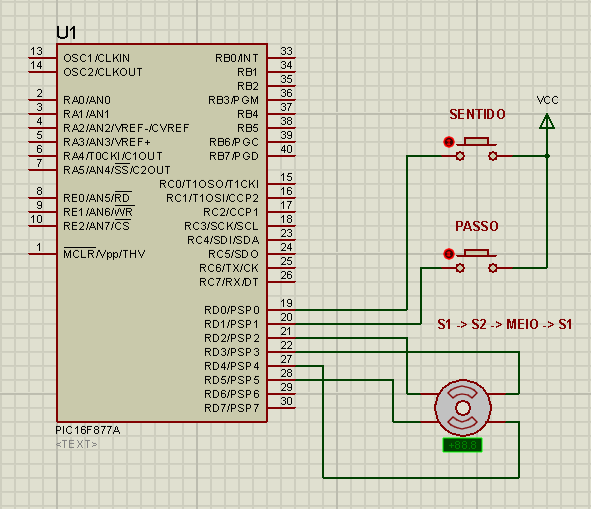 U1
13 OSC1/CLKIN RB0/INT 33
14 OSC2/CLKOUT RB1 34
RB2 35
2 RA0/AN0 RB3/PGM 36
3 RA1/AN1 RB4 37
4 RA2/AN2/VREF-/CVREF RB5 38
5 RA3/AN3/VREF+ RB6/PGC 39
6 RA4/T0CKI/C1OUT RB7/PGD 40
7 RA5/AN4/SS/C2OUT
RC0/T1OSO/T1CKI 15
8 RE0/AN5/RD RC1/T1OSI/CCP2 16
9 RE1/AN6/WR RC2/CCP1 17
10 RE2/AN7/CS RC3/SCK/SCL 18
RC4/SDI/SDA 23
1 MCLR/Vpp/THV RC5/SDO 24
RC6/TX/CK 25
RC7/RX/DT 26
RD0/PSP0 19
RD1/PSP1 20
RD2/PSP2 21
RD3/PSP3 22
RD4/PSP4 27
RD5/PSP5 28
RD6/PSP6 29
RD7/PSP7 30
PIC16F877A
<TEXT>
VCC
SENTIDO
PASSO
S1 -> S2 -> MEIO -> S1
+88.8